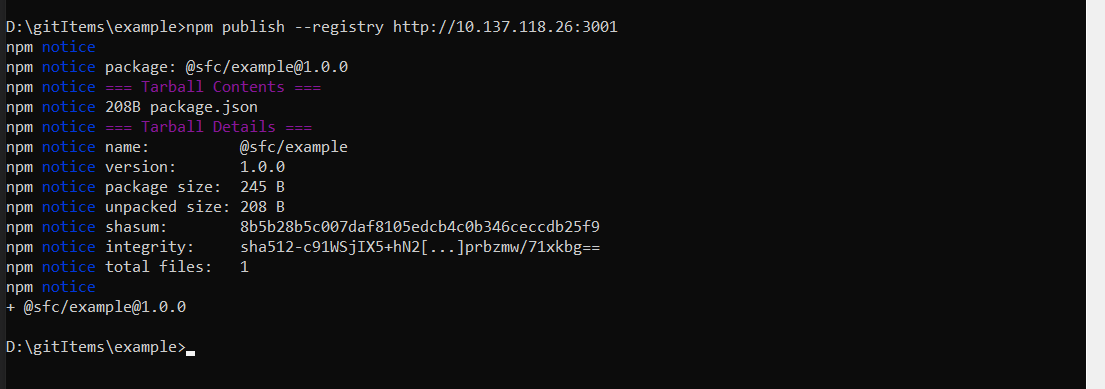 D:\gitItems\example>npm publish --registry http://10.137.118.26:3001
npm notice
npm notice package: @sfc/example@1.0.0
npm notice === Tarball Contents ===
npm notice 208B package.json
npm notice === Tarball Details ===
npm notice name:          @sfc/example
npm notice version:       1.0.0
npm notice package size:  245 B
npm notice unpacked size: 208 B
npm notice shasum:        8b5b28b5c007daf8105edcb4c0b346ceccdb25f9
npm notice integrity:     sha512-c91WSjIX5+hN2[...]prbzmw/71xkbg==
npm notice total files:   1
npm notice
+ @sfc/example@1.0.0
D:\gitItems\example>